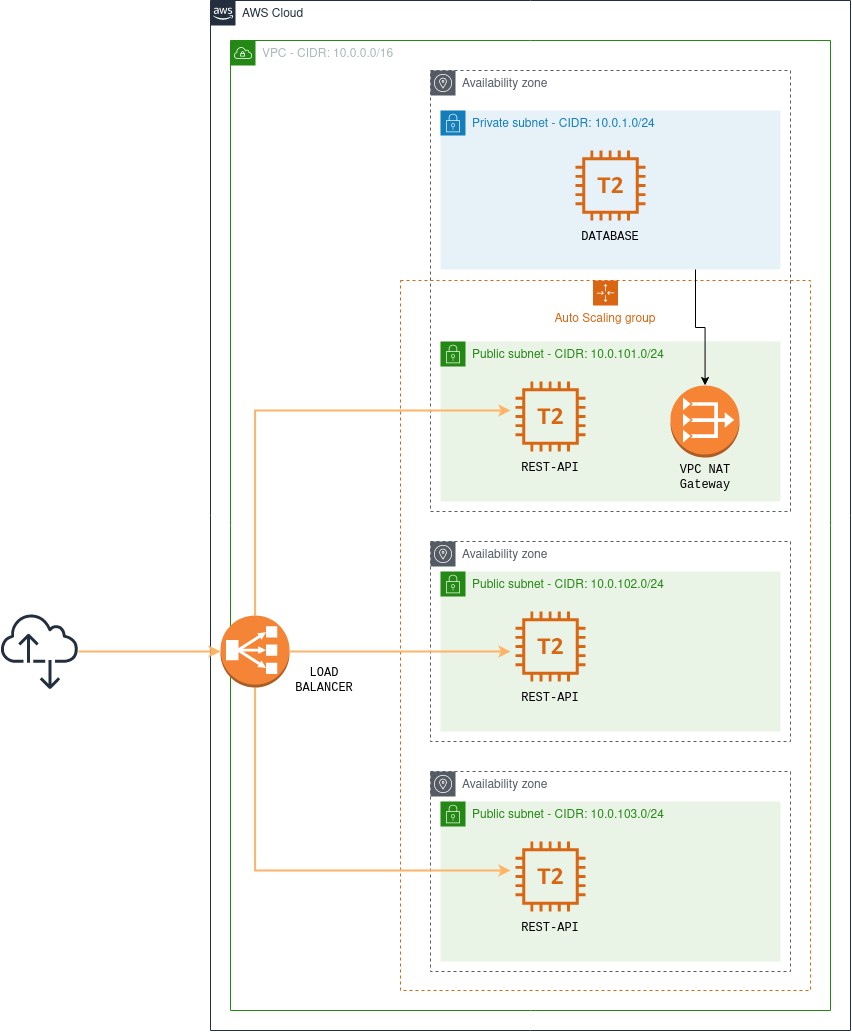 aws
AWS Cloud
VPC - CIDR: 10.0.0.0/16
Availability zone
Private subnet - CIDR: 10.0.1.0/24
T2
DATABASE
Auto Scaling group
Public subnet - CIDR: 10.0.101.0/24
T2
REST-API
VPC NAT
Gateway
Availability zone
Public subnet - CIDR: 10.0.102.0/24
T2
REST-API
LOAD
BALANCER
Availability zone
Public subnet - CIDR: 10.0.103.0/24
T2
REST-API